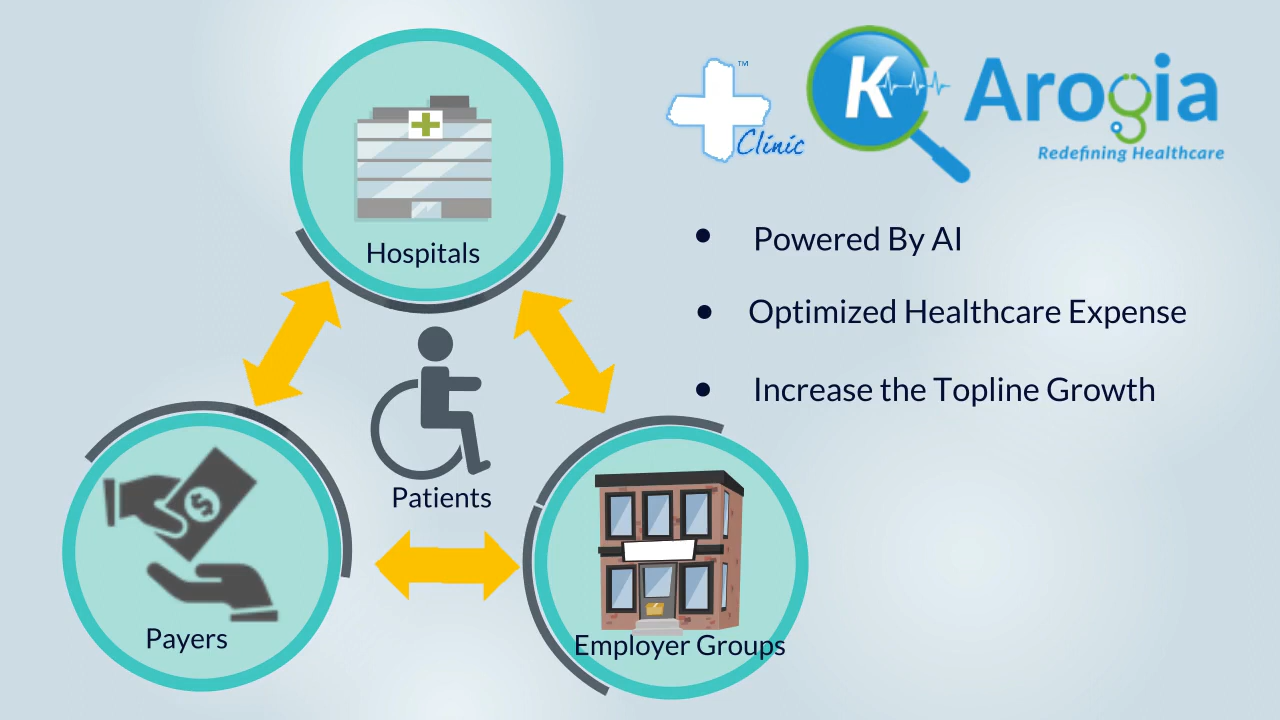 Hospitals
Patients
Payers
Employer Groups
TM
Clinic
K
Arogia
Redefining Healthcare
• Powered By AI
• Optimized Healthcare Expense
• Increase the Topline Growth